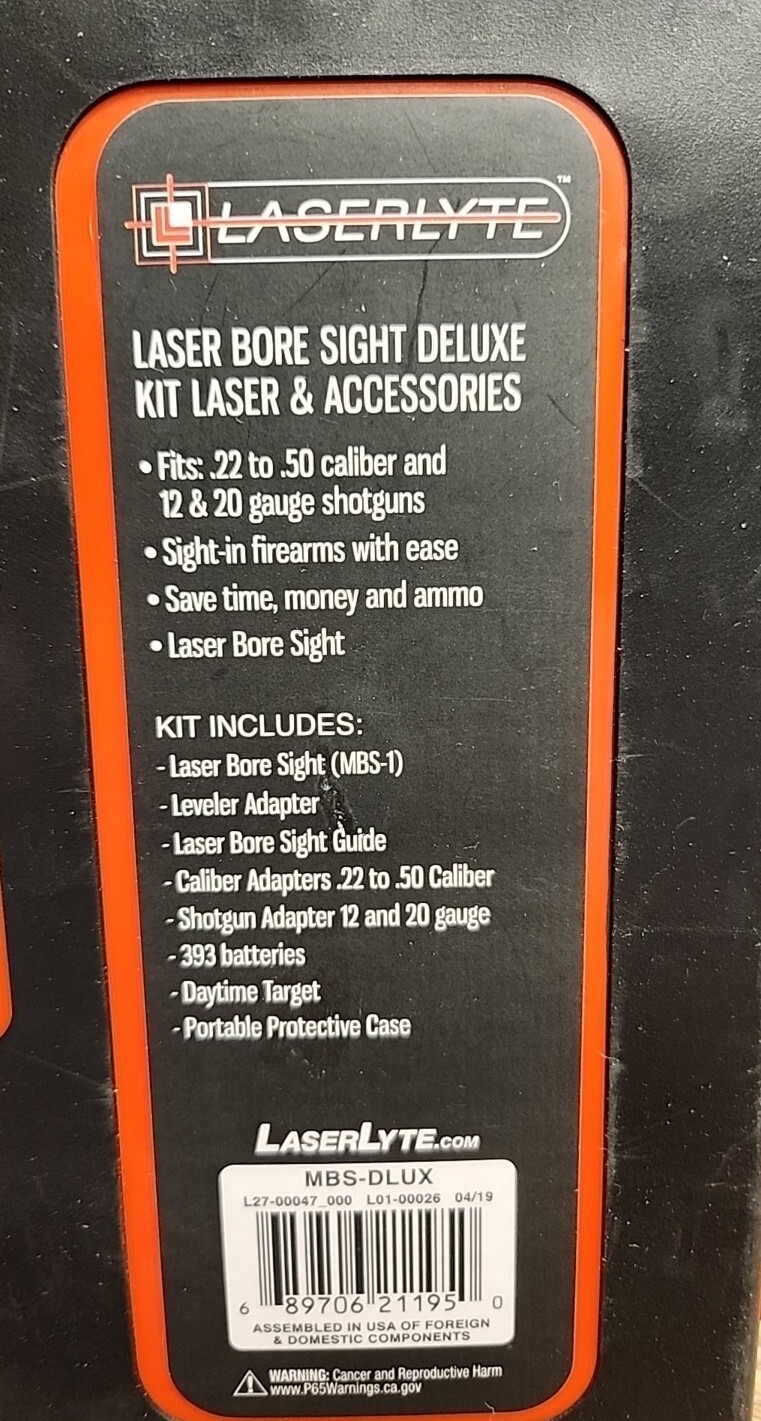 LASERLYTE™
LASER BORE SIGHT DELUXE
KIT LASER & ACCESSORIES
• Fits: .22 to .50 caliber and
12 & 20 gauge shotguns
• Sight-in firearms with ease
• Save time, money and ammo
• Laser Bore Sight
KIT INCLUDES:
- Laser Bore Sight (MBS-1)
- Leveler Adapter
- Laser Bore Sight Guide
- Caliber Adapters .22 to .50 Caliber
- Shotgun Adapter 12 and 20 gauge
- 393 batteries
- Daytime Target
- Portable Protective Case
LASERLYTE.COM
MBS-DLUX
L27-00047_000 L01-00026 04/19
6 89706 21195 0
ASSEMBLED IN USA OF FOREIGN
& DOMESTIC COMPONENTS
WARNING: Cancer and Reproductive Harm
www.P65Warnings.ca.gov